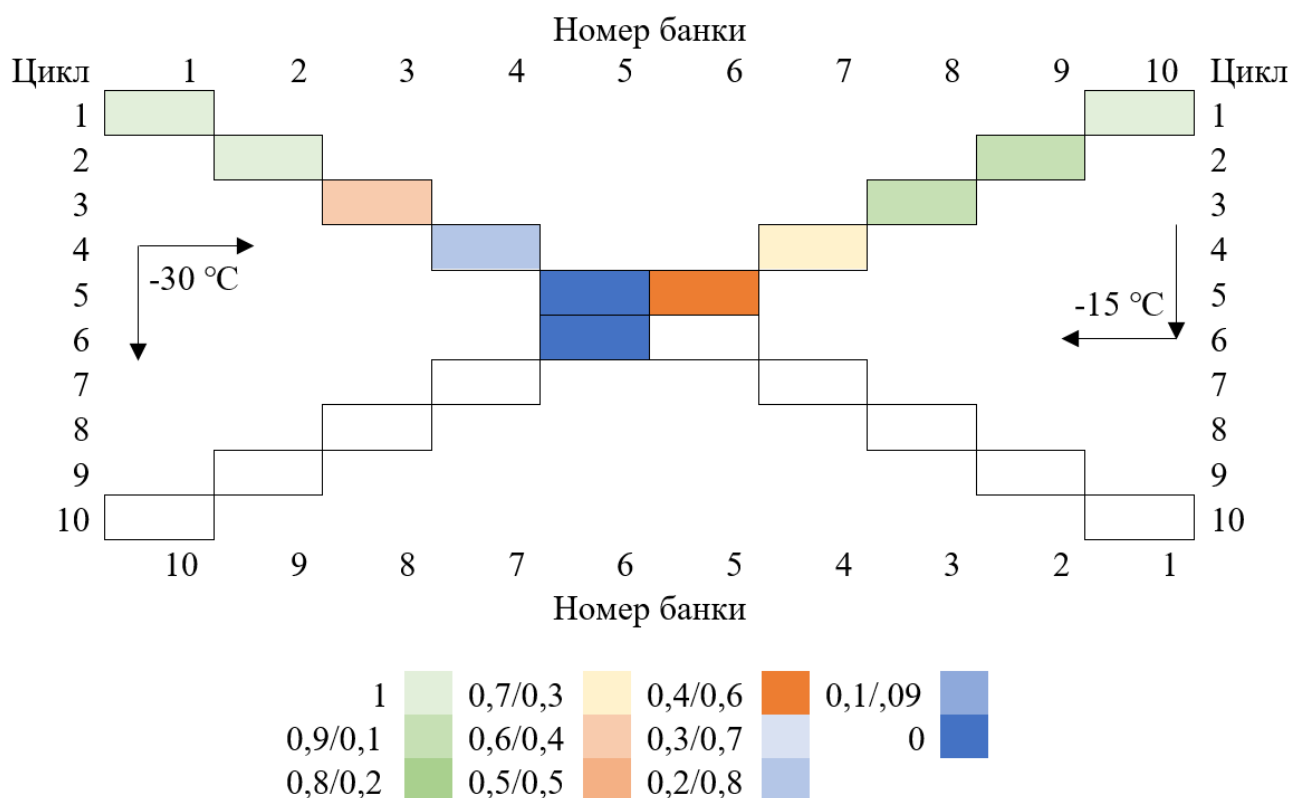 Номер банки
Цикл 1 2 3 4 5 6 7 8 9 10 Цикл
1 1
2 2
3 3
4 4
-30 °C
5 5
-15 °C
6 6
7 7
8 8
9 9
10 10
10 9 8 7 6 5 4 3 2 1
Номер банки
1 0,7/0,3 0,4/0,6 0,1/,09
0,9/0,1 0,6/0,4 0,3/0,7 0
0,8/0,2 0,5/0,5 0,2/0,8